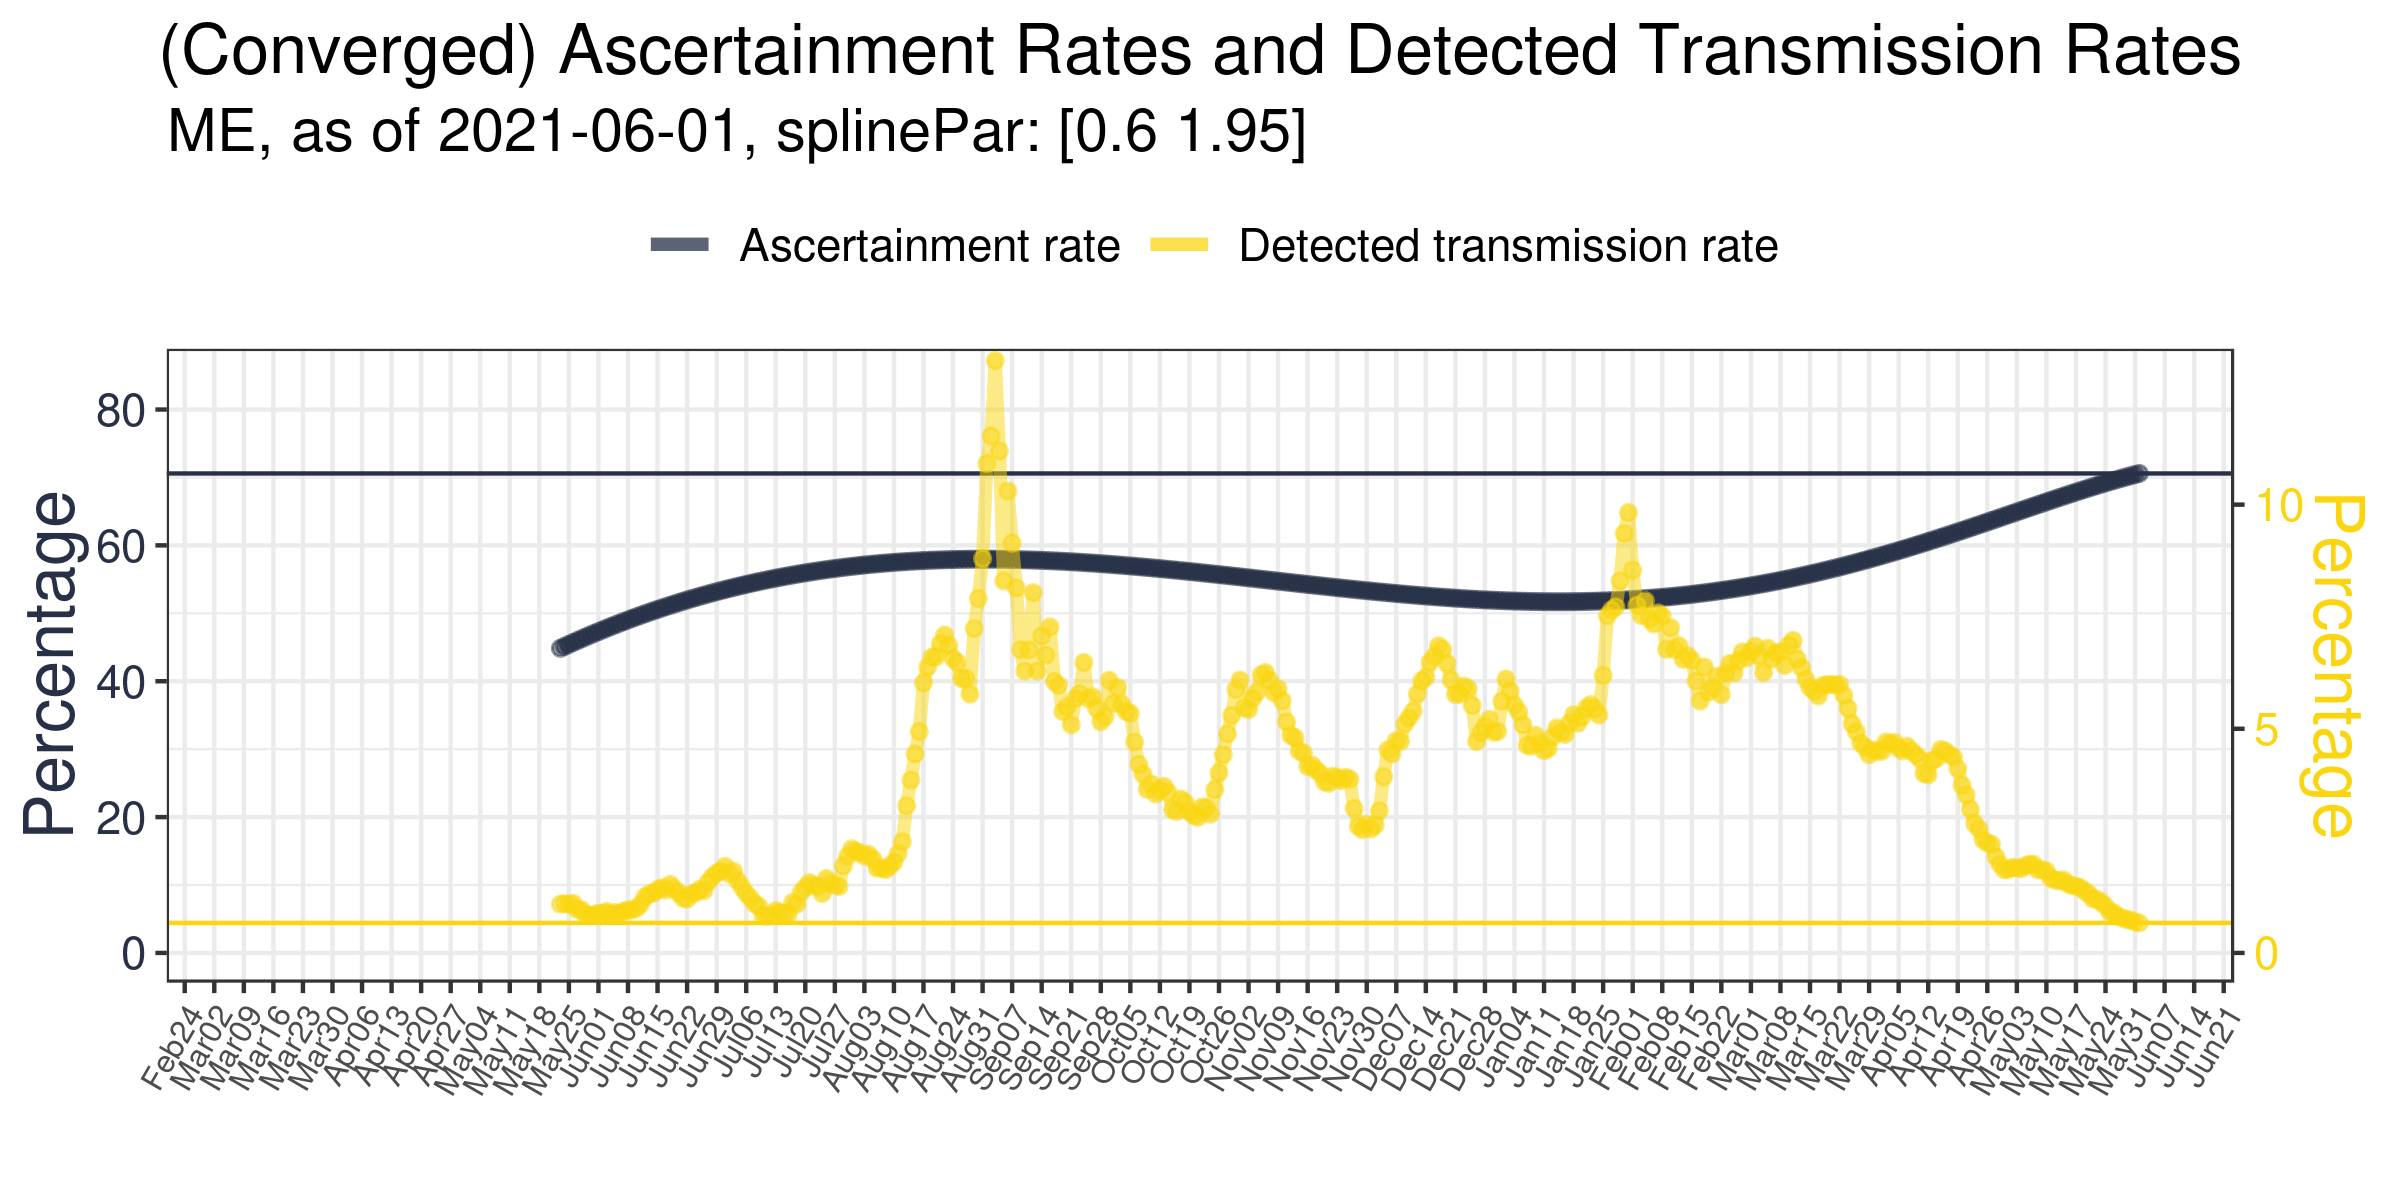 (Converged) Ascertainment Rates and Detected Transmission Rates
ME, as of 2021-06-01, splinePar: [0.6 1.95]
Ascertainment rate Detected transmission rate
Percentage
80
60
40
20
0
10
5
0
Percentage
Feb24 Mar02 Mar09 Mar16 Mar23 Mar30 Apr06 Apr13 Apr20 Apr27 May04 May11 May18 May25 Jun01 Jun08 Jun15 Jun22 Jun29 Jul06 Jul13 Jul20 Jul27 Aug03 Aug10 Aug17 Aug24 Aug31 Sep07 Sep14 Sep21 Sep28 Oct05 Oct12 Oct19 Oct26 Nov02 Nov09 Nov16 Nov23 Nov30 Dec07 Dec14 Dec21 Dec28 Jan04 Jan11 Jan18 Jan25 Feb01 Feb08 Feb15 Feb22 Mar01 Mar08 Mar15 Mar22 Mar29 Apr05 Apr12 Apr19 Apr26 May03 May10 May17 May24 May31 Jun07 Jun14 Jun21